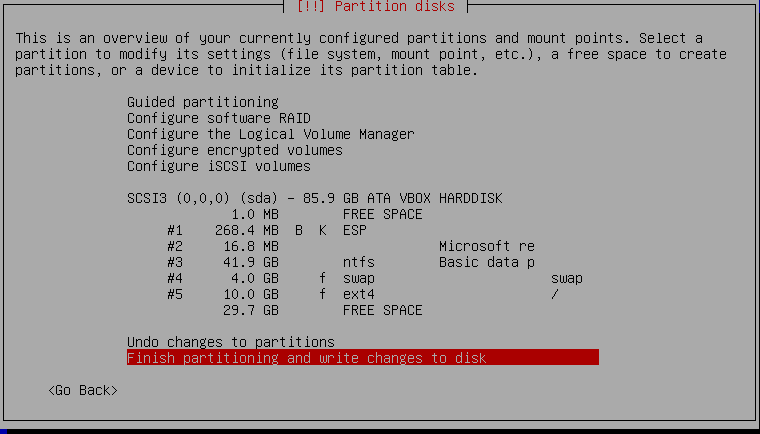 [!!] Partition disks
This is an overview of your currently configured partitions and mount points. Select a
partition to modify its settings (file system, mount point, etc.), a free space to create
partitions, or a device to initialize its partition table.
Guided partitioning
Configure software RAID
Configure the Logical Volume Manager
Configure encrypted volumes
Configure iSCSI volumes
SCSI3 (0,0,0) (sda) - 85.9 GB ATA VBOX HARDDISK
1.0 MB FREE SPACE
#1 268.4 MB B K ESP
#2 16.8 MB Microsoft re
#3 41.9 GB ntfs Basic data p
#4 4.0 GB f swap swap
#5 10.0 GB f ext4 /
29.7 GB FREE SPACE
Undo changes to partitions
Finish partitioning and write changes to disk
<Go Back>